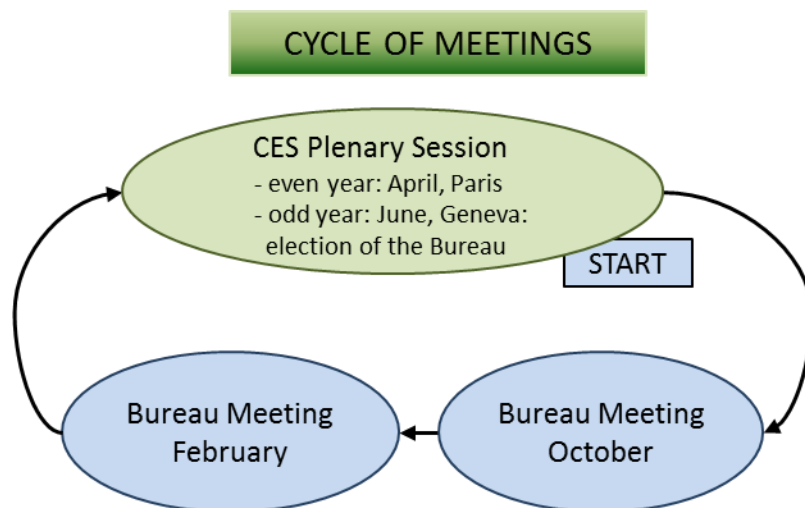 CYCLE OF MEETINGS
CES Plenary Session
- even year: April, Paris
- odd year: June, Geneva:
election of the Bureau
START
Bureau Meeting
February
Bureau Meeting
October